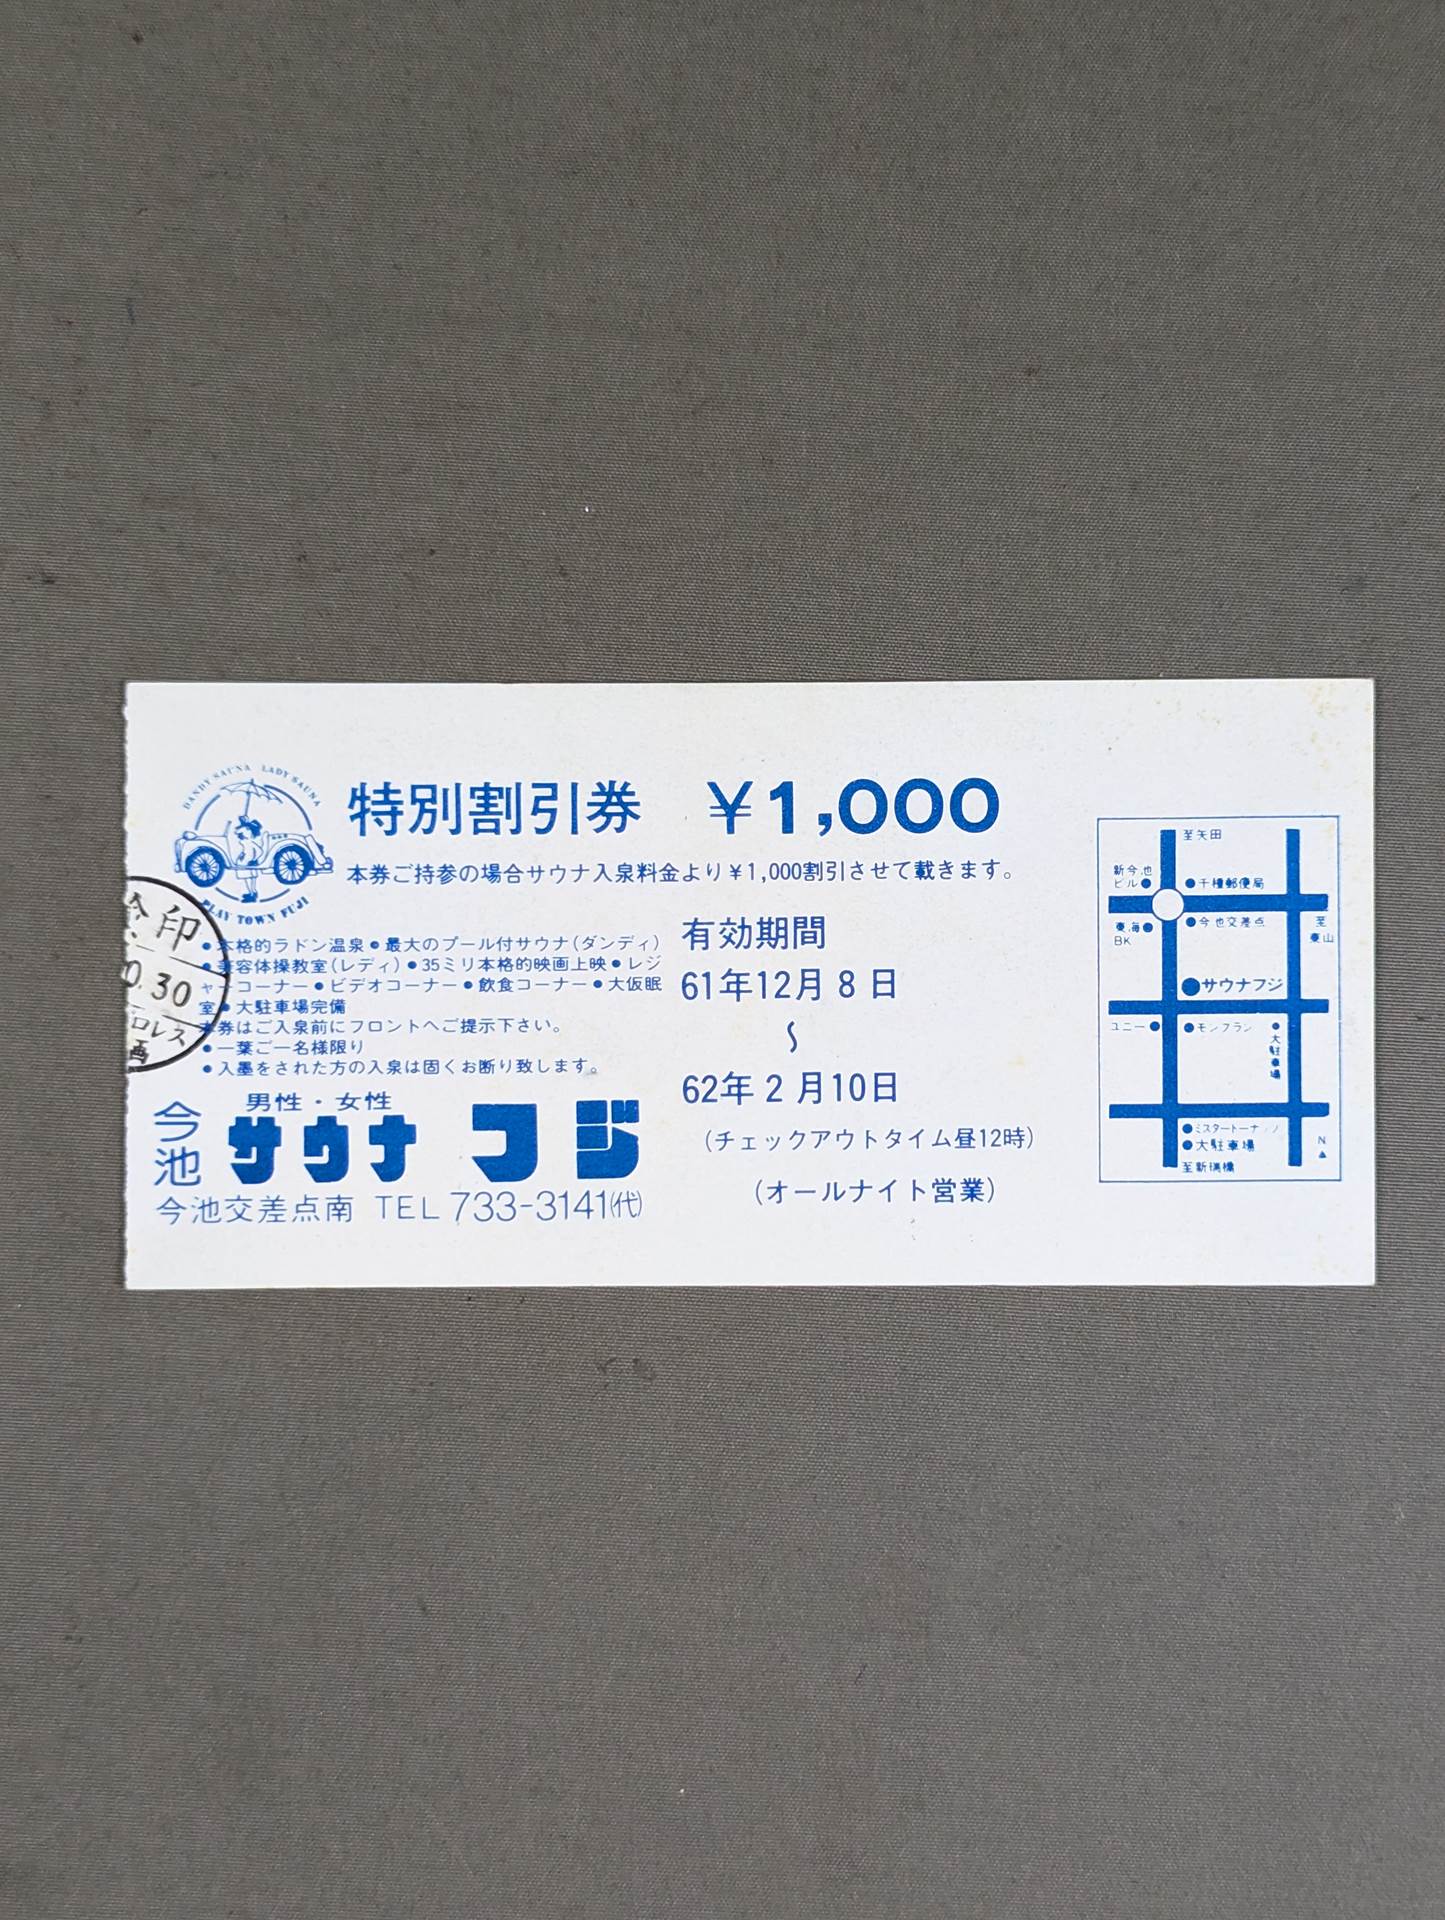 DANDY SAUNA LADY SAUNA
PLAY TOWN FUJI
特別割引券 ¥1,000
本券ご持参の場合サウナ入泉料金より¥1,000割引させて載きます。
印
0.30
ロレス
画
●本格的ラドン温泉●最大のプール付サウナ(ダンディ)
●美容体操教室(レディ)●35ミリ本格的映画上映●レジ
ャーコーナー●ビデオコーナー●飲食コーナー●大仮眠
室●大駐車場完備
本券はご入泉前にフロントへご提示下さい。
●一葉ご一名様限り
●入墨をされた方の入泉は固くお断り致します。
有効期間
61年12月8日
〜
62年2月10日
(チェックアウトタイム昼12時)
(オールナイト営業)
男性・女性
今池 サウナ フジ
今池交差点南 TEL 733-3141(代)
至矢田
新今池
ビル●
●千種郵便局
東海●
BK
●今池交差点
至
東山
●サウナフジ
ユニー●
●モンブラン
●大駐車場
●大駐車場
至新瑞橋
N
▲